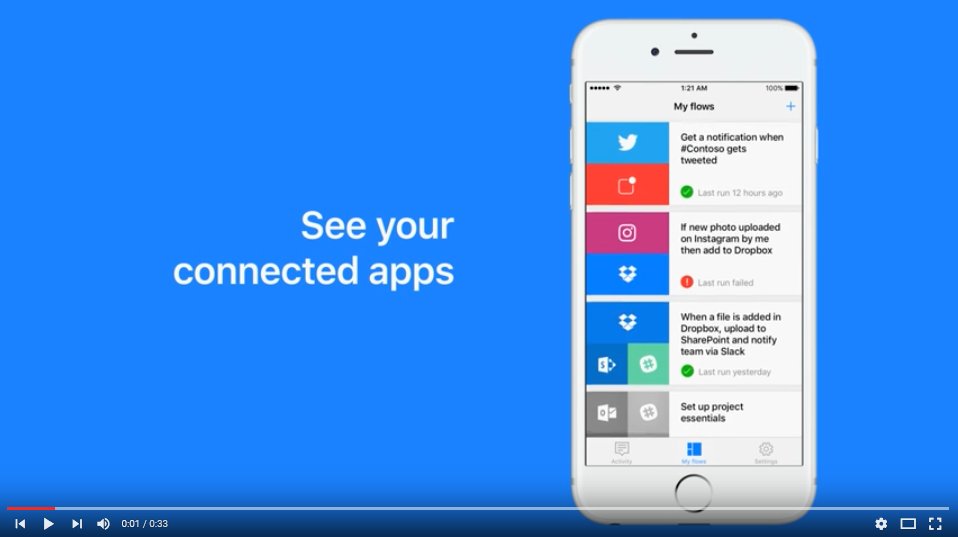 See your
connected apps
1:21 AM
100%
My flows
+
Get a notification when
#Contoso gets
tweeted
Last run 12 hours ago
If new photo uploaded
on Instagram by me
then add to Dropbox
Last run failed
When a file is added in
Dropbox, upload to
SharePoint and notify
team via Slack
Last run yesterday
Set up project
essentials
Activity
My flows
Settings
0:01 / 0:33